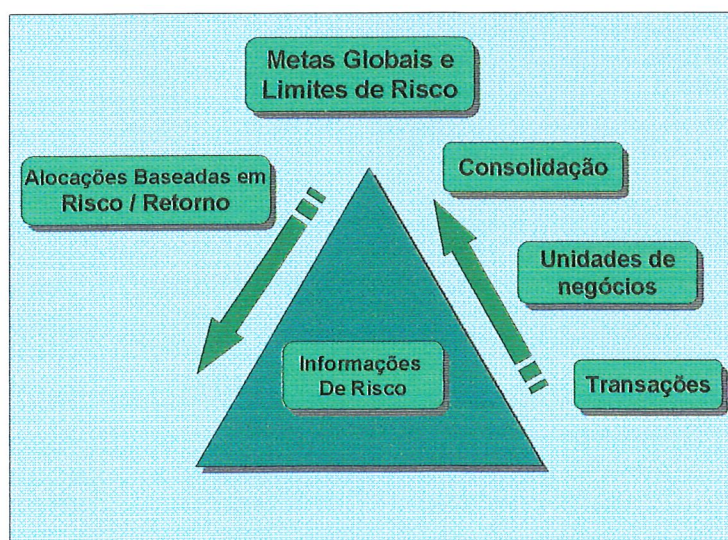 Metas Globais e
Limites de Risco
Alocações Baseadas em
Risco / Retorno
Consolidação
Unidades de
negócios
Informações
De Risco
Transações